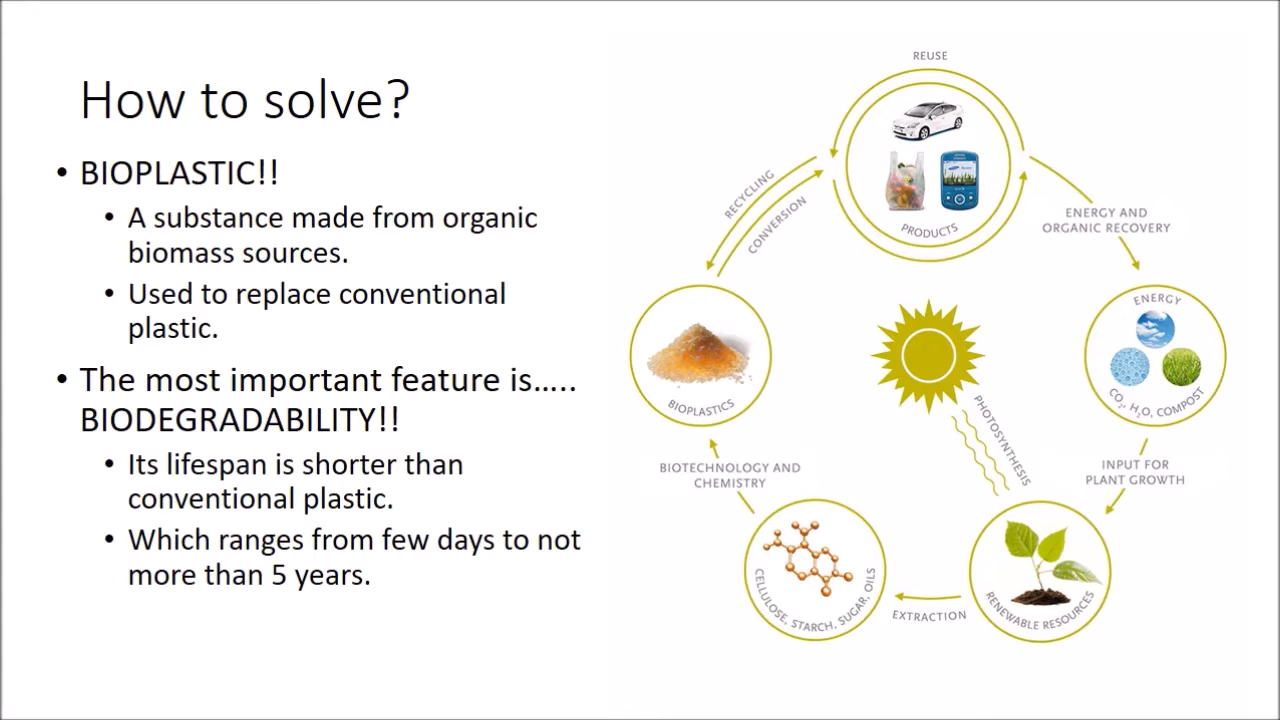 How to solve?
• BIOPLASTIC!!
• A substance made from organic
biomass sources.
• Used to replace conventional
plastic.
• The most important feature is.....
BIODEGRADABILITY!!
• Its lifespan is shorter than
conventional plastic.
• Which ranges from few days to not
more than 5 years.
REUSE
PRODUCTS
RECYCLING
CONVERSION
ENERGY AND
ORGANIC RECOVERY
ENERGY
CO2, H2O, COMPOST
BIOPLASTICS
PHOTOSYNTHESIS
BIOTECHNOLOGY AND
CHEMISTRY
INPUT FOR
PLANT GROWTH
CELLULOSE, STARCH, SUGAR, OILS
EXTRACTION
RENEWABLE RESOURCES